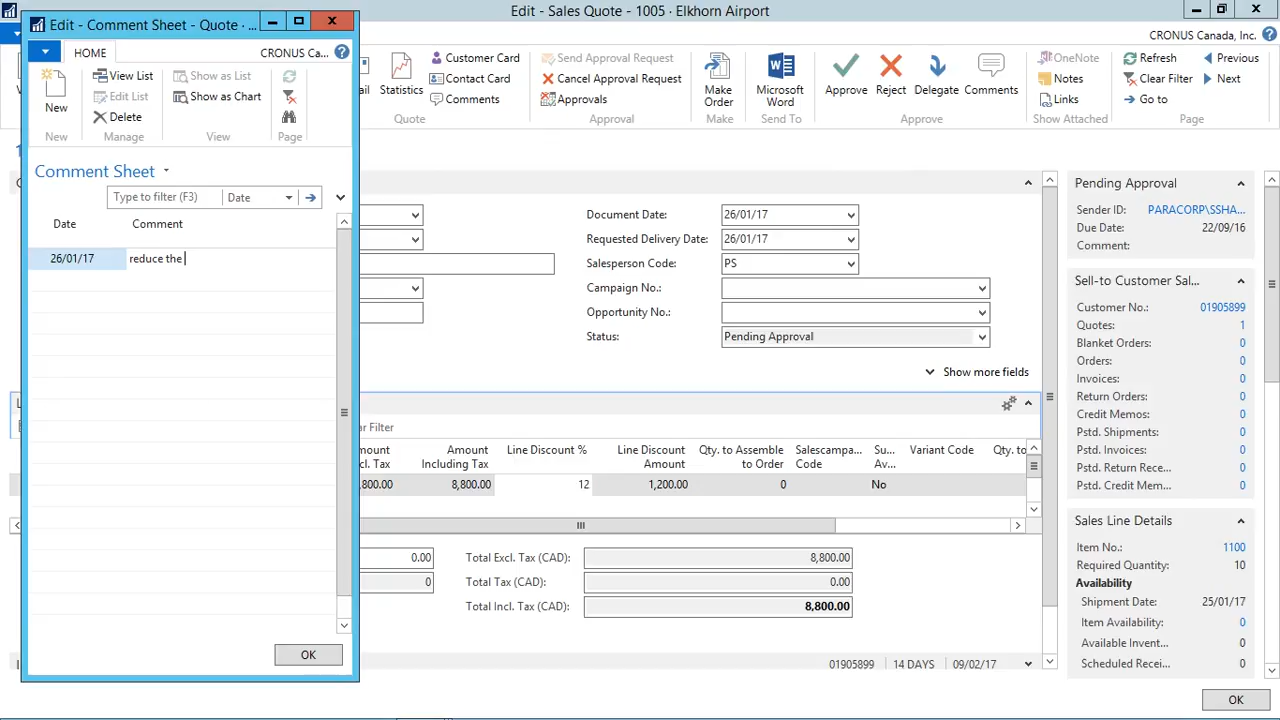 Edit - Sales Quote - 1005 · Elkhorn Airport
Edit - Comment Sheet - Quote · ...
CRONUS Canada, Inc.
HOME
CRONUS Ca...
New
View List
Edit List
Delete
Show as List
Show as Chart
New
Manage
View
Page
Statistics
Customer Card
Contact Card
Comments
Quote
Send Approval Request
Cancel Approval Request
Approvals
Approval
Make Order
Make
Microsoft Word
Send To
Approve
Reject
Delegate
Comments
Approve
OneNote
Notes
Links
Show Attached
Refresh
Clear Filter
Go to
Previous
Next
Page
Comment Sheet
Type to filter (F3)
Date
Date
Comment
26/01/17
reduce the
OK
Document Date:
26/01/17
Requested Delivery Date:
26/01/17
Salesperson Code:
PS
Campaign No.:
Opportunity No.:
Status:
Pending Approval
Show more fields
ar Filter
Amount Including Tax
Line Discount %
Line Discount Amount
Qty. to Assemble to Order
Salescampa... Code
Su... Av...
Variant Code
Qty. to
800.00
8,800.00
12
1,200.00
0
No
0.00
Total Excl. Tax (CAD):
8,800.00
0
Total Tax (CAD):
0.00
Total Incl. Tax (CAD):
8,800.00
01905899
14 DAYS
09/02/17
Pending Approval
Sender ID:
PARACORP\SSHA...
Due Date:
22/09/16
Comment:
Sell-to Customer Sal...
Customer No.:
01905899
Quotes:
1
Blanket Orders:
0
Orders:
0
Invoices:
0
Return Orders:
0
Credit Memos:
0
Pstd. Shipments:
0
Pstd. Invoices:
0
Pstd. Return Rece...
0
Pstd. Credit Mem...
0
Sales Line Details
Item No.:
1100
Required Quantity:
10
Availability
Shipment Date:
25/01/17
Item Availability:
0
Available Invent...
0
Scheduled Recei...
0
OK